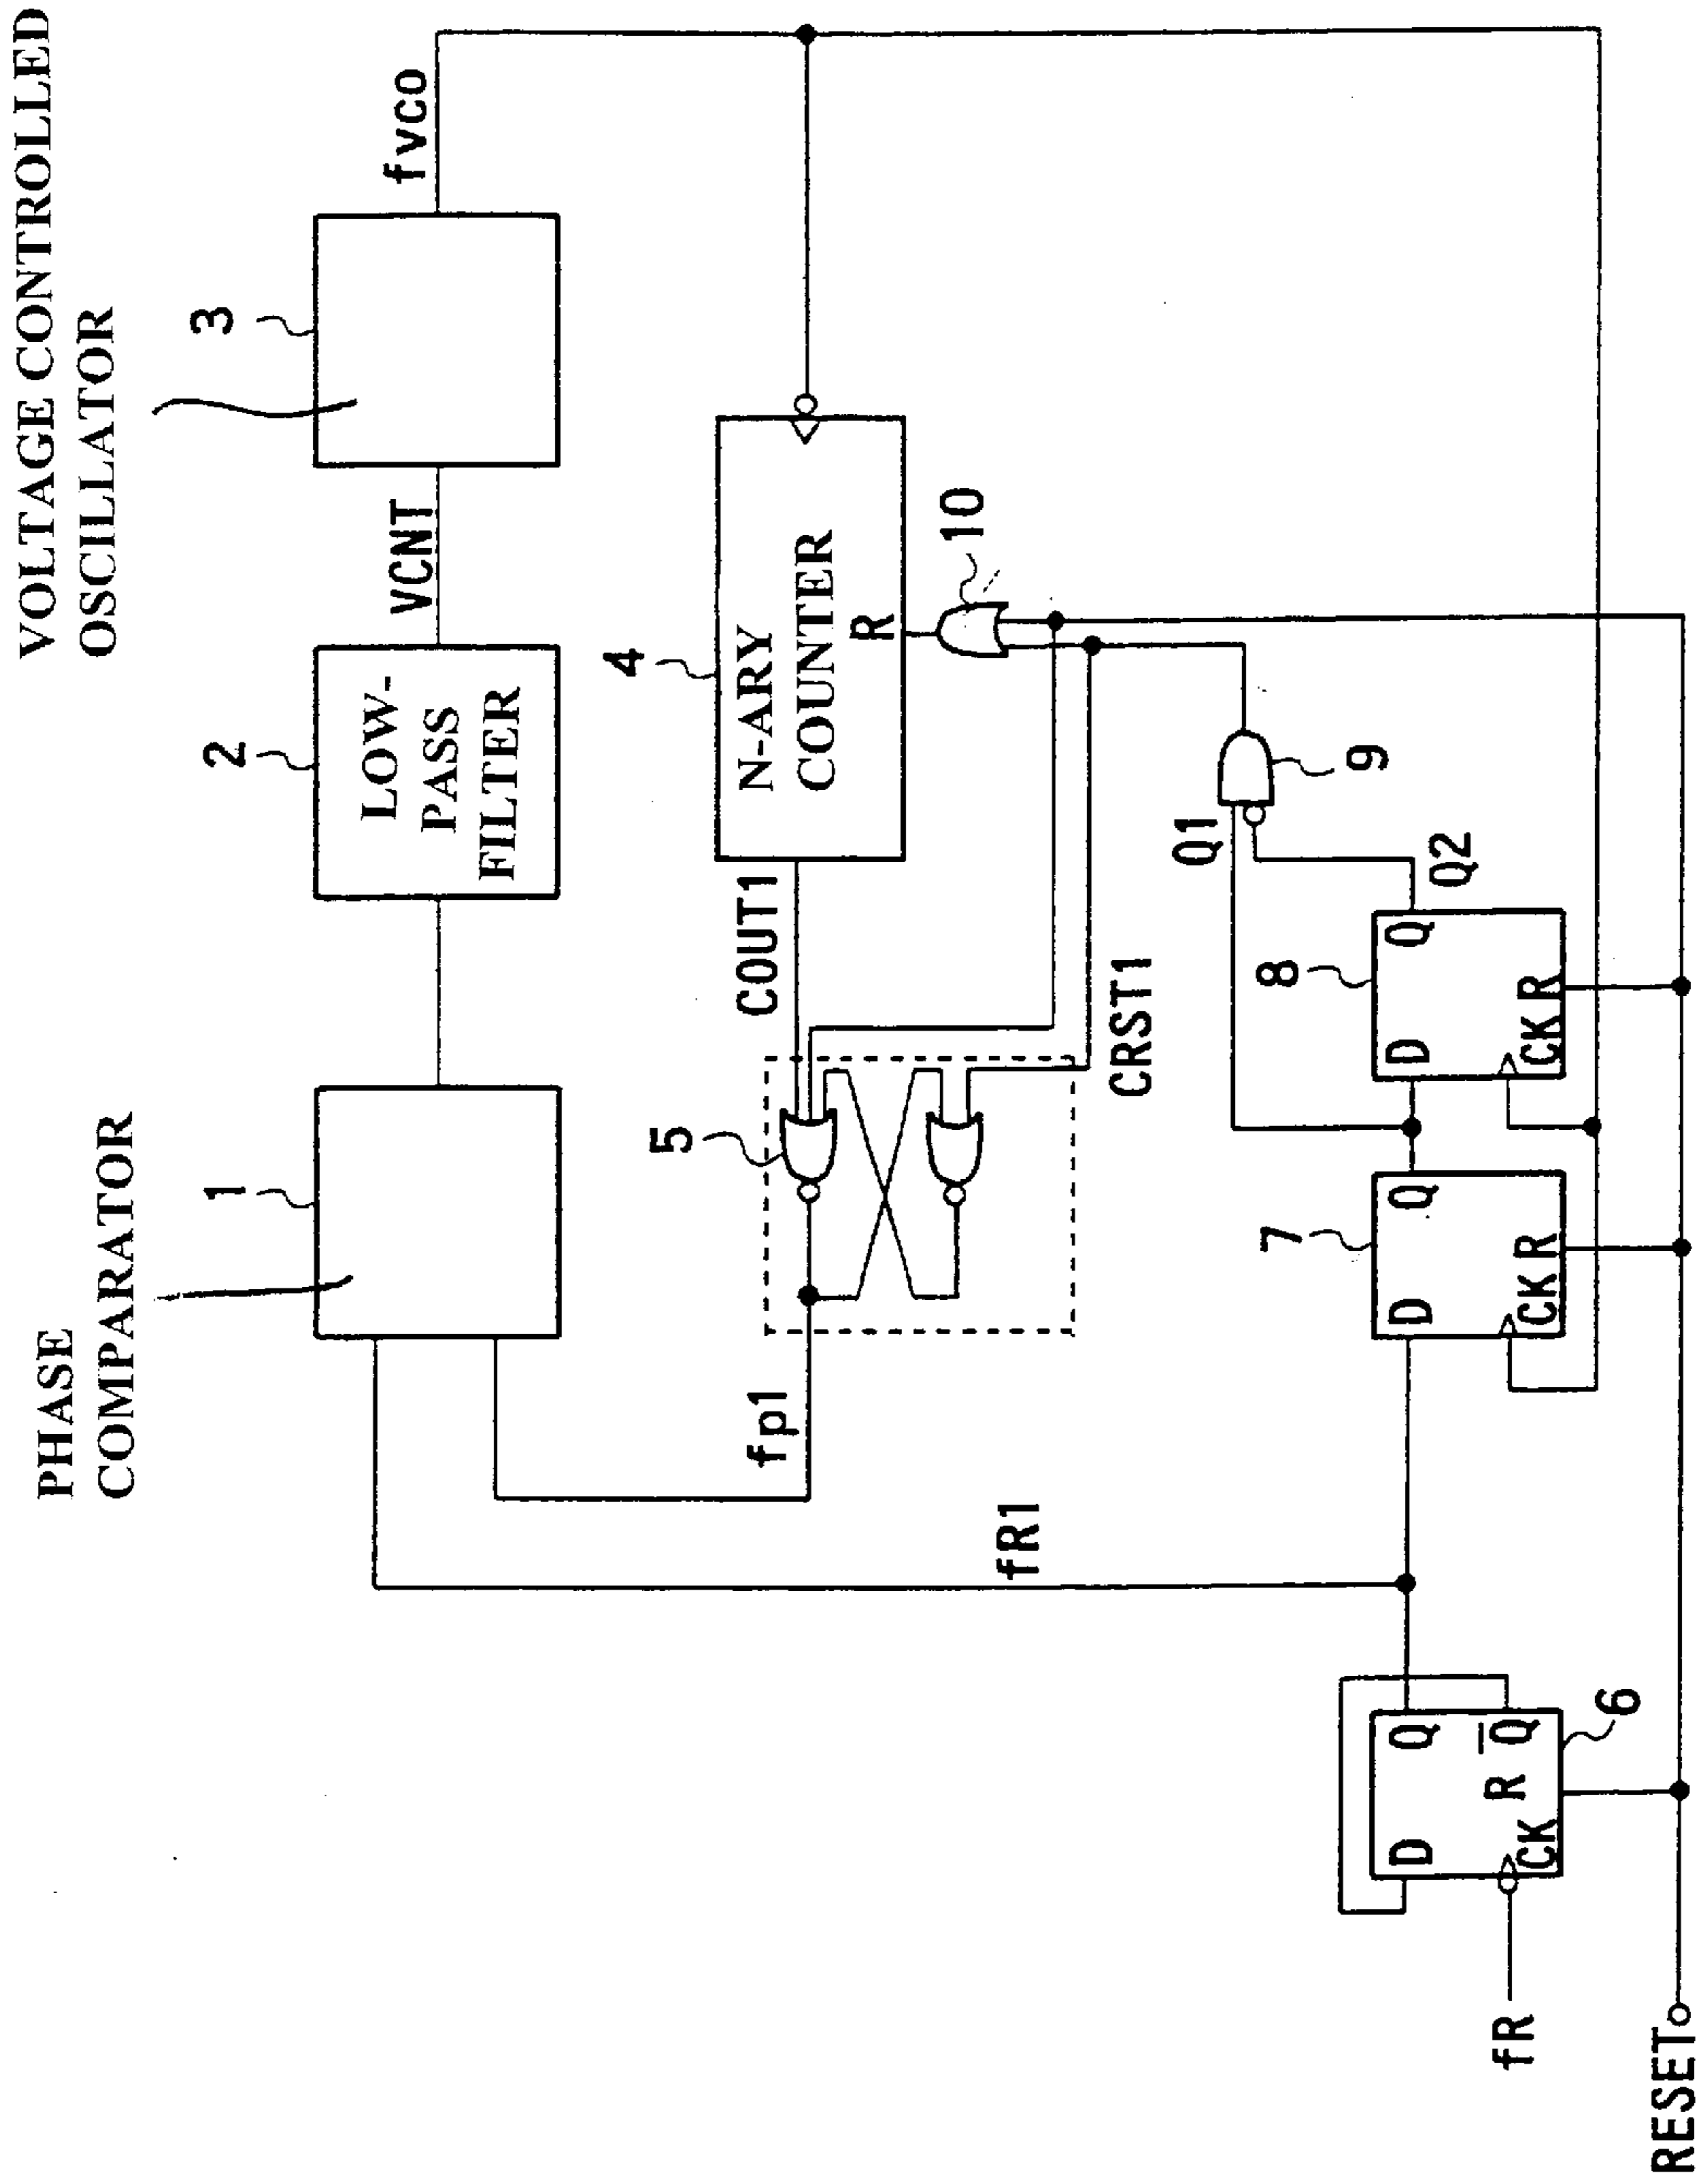 PHASE
COMPARATOR
VOLTAGE CONTROLLED
OSCILLATOR
1
2
3
LOW-
PASS
FILTER
VCNT
fvco
fp1
5
COUT1
4
N-ARY
COUNTER
R
10
fR1
CRST1
Q1
9
Q2
fR
D
CK
R
Q
Q
6
7
D
CK
R
Q
8
D
CK
R
Q
RESET